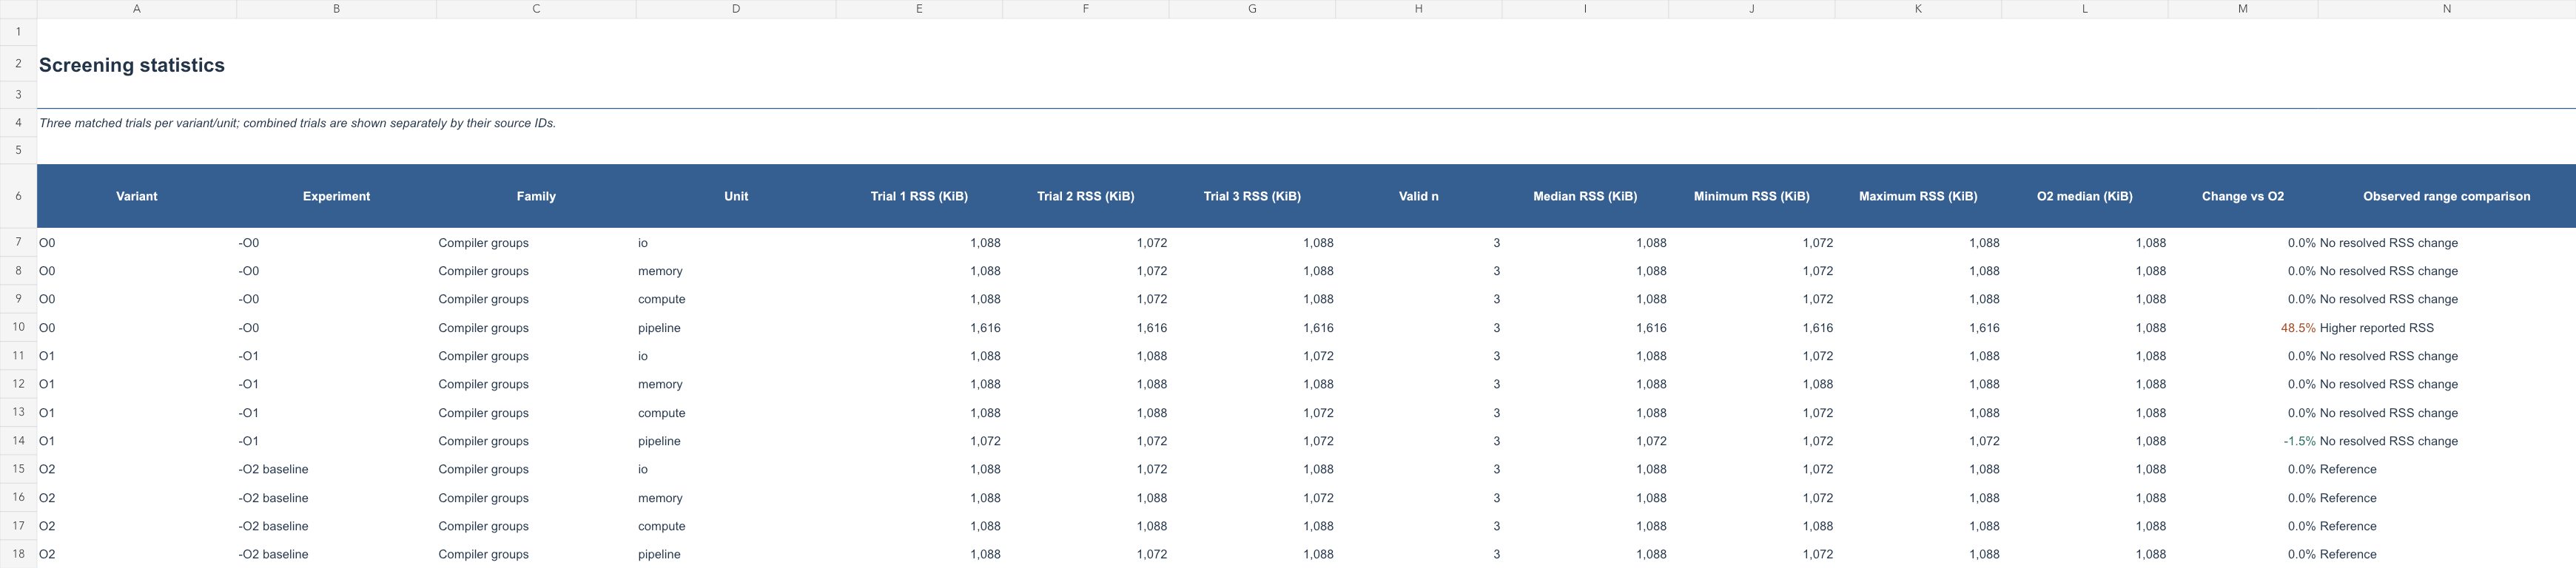 A B C D E F G H I J K L M N
1
2 Screening statistics
3
4 Three matched trials per variant/unit; combined trials are shown separately by their source IDs.
5
6 Variant Experiment Family Unit Trial 1 RSS (KiB) Trial 2 RSS (KiB) Trial 3 RSS (KiB) Valid n Median RSS (KiB) Minimum RSS (KiB) Maximum RSS (KiB) O2 median (KiB) Change vs O2 Observed range comparison
7 O0 -O0 Compiler groups io 1,088 1,072 1,088 3 1,088 1,072 1,088 1,088 0.0% No resolved RSS change
8 O0 -O0 Compiler groups memory 1,088 1,072 1,088 3 1,088 1,072 1,088 1,088 0.0% No resolved RSS change
9 O0 -O0 Compiler groups compute 1,088 1,072 1,088 3 1,088 1,072 1,088 1,088 0.0% No resolved RSS change
10 O0 -O0 Compiler groups pipeline 1,616 1,616 1,616 3 1,616 1,616 1,616 1,088 48.5% Higher reported RSS
11 O1 -O1 Compiler groups io 1,088 1,088 1,072 3 1,088 1,072 1,088 1,088 0.0% No resolved RSS change
12 O1 -O1 Compiler groups memory 1,088 1,088 1,088 3 1,088 1,088 1,088 1,088 0.0% No resolved RSS change
13 O1 -O1 Compiler groups compute 1,088 1,088 1,072 3 1,088 1,072 1,088 1,088 0.0% No resolved RSS change
14 O1 -O1 Compiler groups pipeline 1,072 1,072 1,072 3 1,072 1,072 1,072 1,088 -1.5% No resolved RSS change
15 O2 -O2 baseline Compiler groups io 1,088 1,072 1,088 3 1,088 1,072 1,088 1,088 0.0% Reference
16 O2 -O2 baseline Compiler groups memory 1,088 1,088 1,072 3 1,088 1,072 1,088 1,088 0.0% Reference
17 O2 -O2 baseline Compiler groups compute 1,088 1,088 1,088 3 1,088 1,088 1,088 1,088 0.0% Reference
18 O2 -O2 baseline Compiler groups pipeline 1,088 1,072 1,088 3 1,088 1,072 1,088 1,088 0.0% Reference